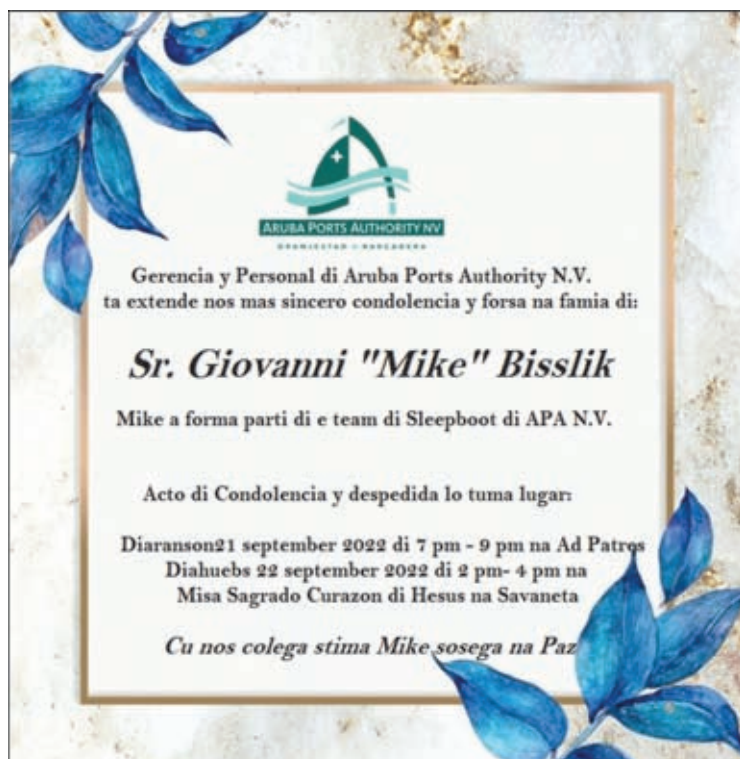 ARUBA PORTS AUTHORITY NV
ORANJESTAD BARCADERA
Gerencia y Personal di Aruba Ports Authority N.V.
ta extende nos mas sincero condolencia y forsa na famia di:
Sr. Giovanni "Mike" Bisslik
Mike a forma parti di e team di Sleepboot di APA N.V.
Acto di Condolencia y despedida lo tuma lugar:
Diaranson21 september 2022 di 7 pm - 9 pm na Ad Patres
Diahuebs 22 september 2022 di 2 pm- 4 pm na
Misa Sagrado Curazon di Hesus na Savaneta
Cu nos colega stima Mike sosega na Paz